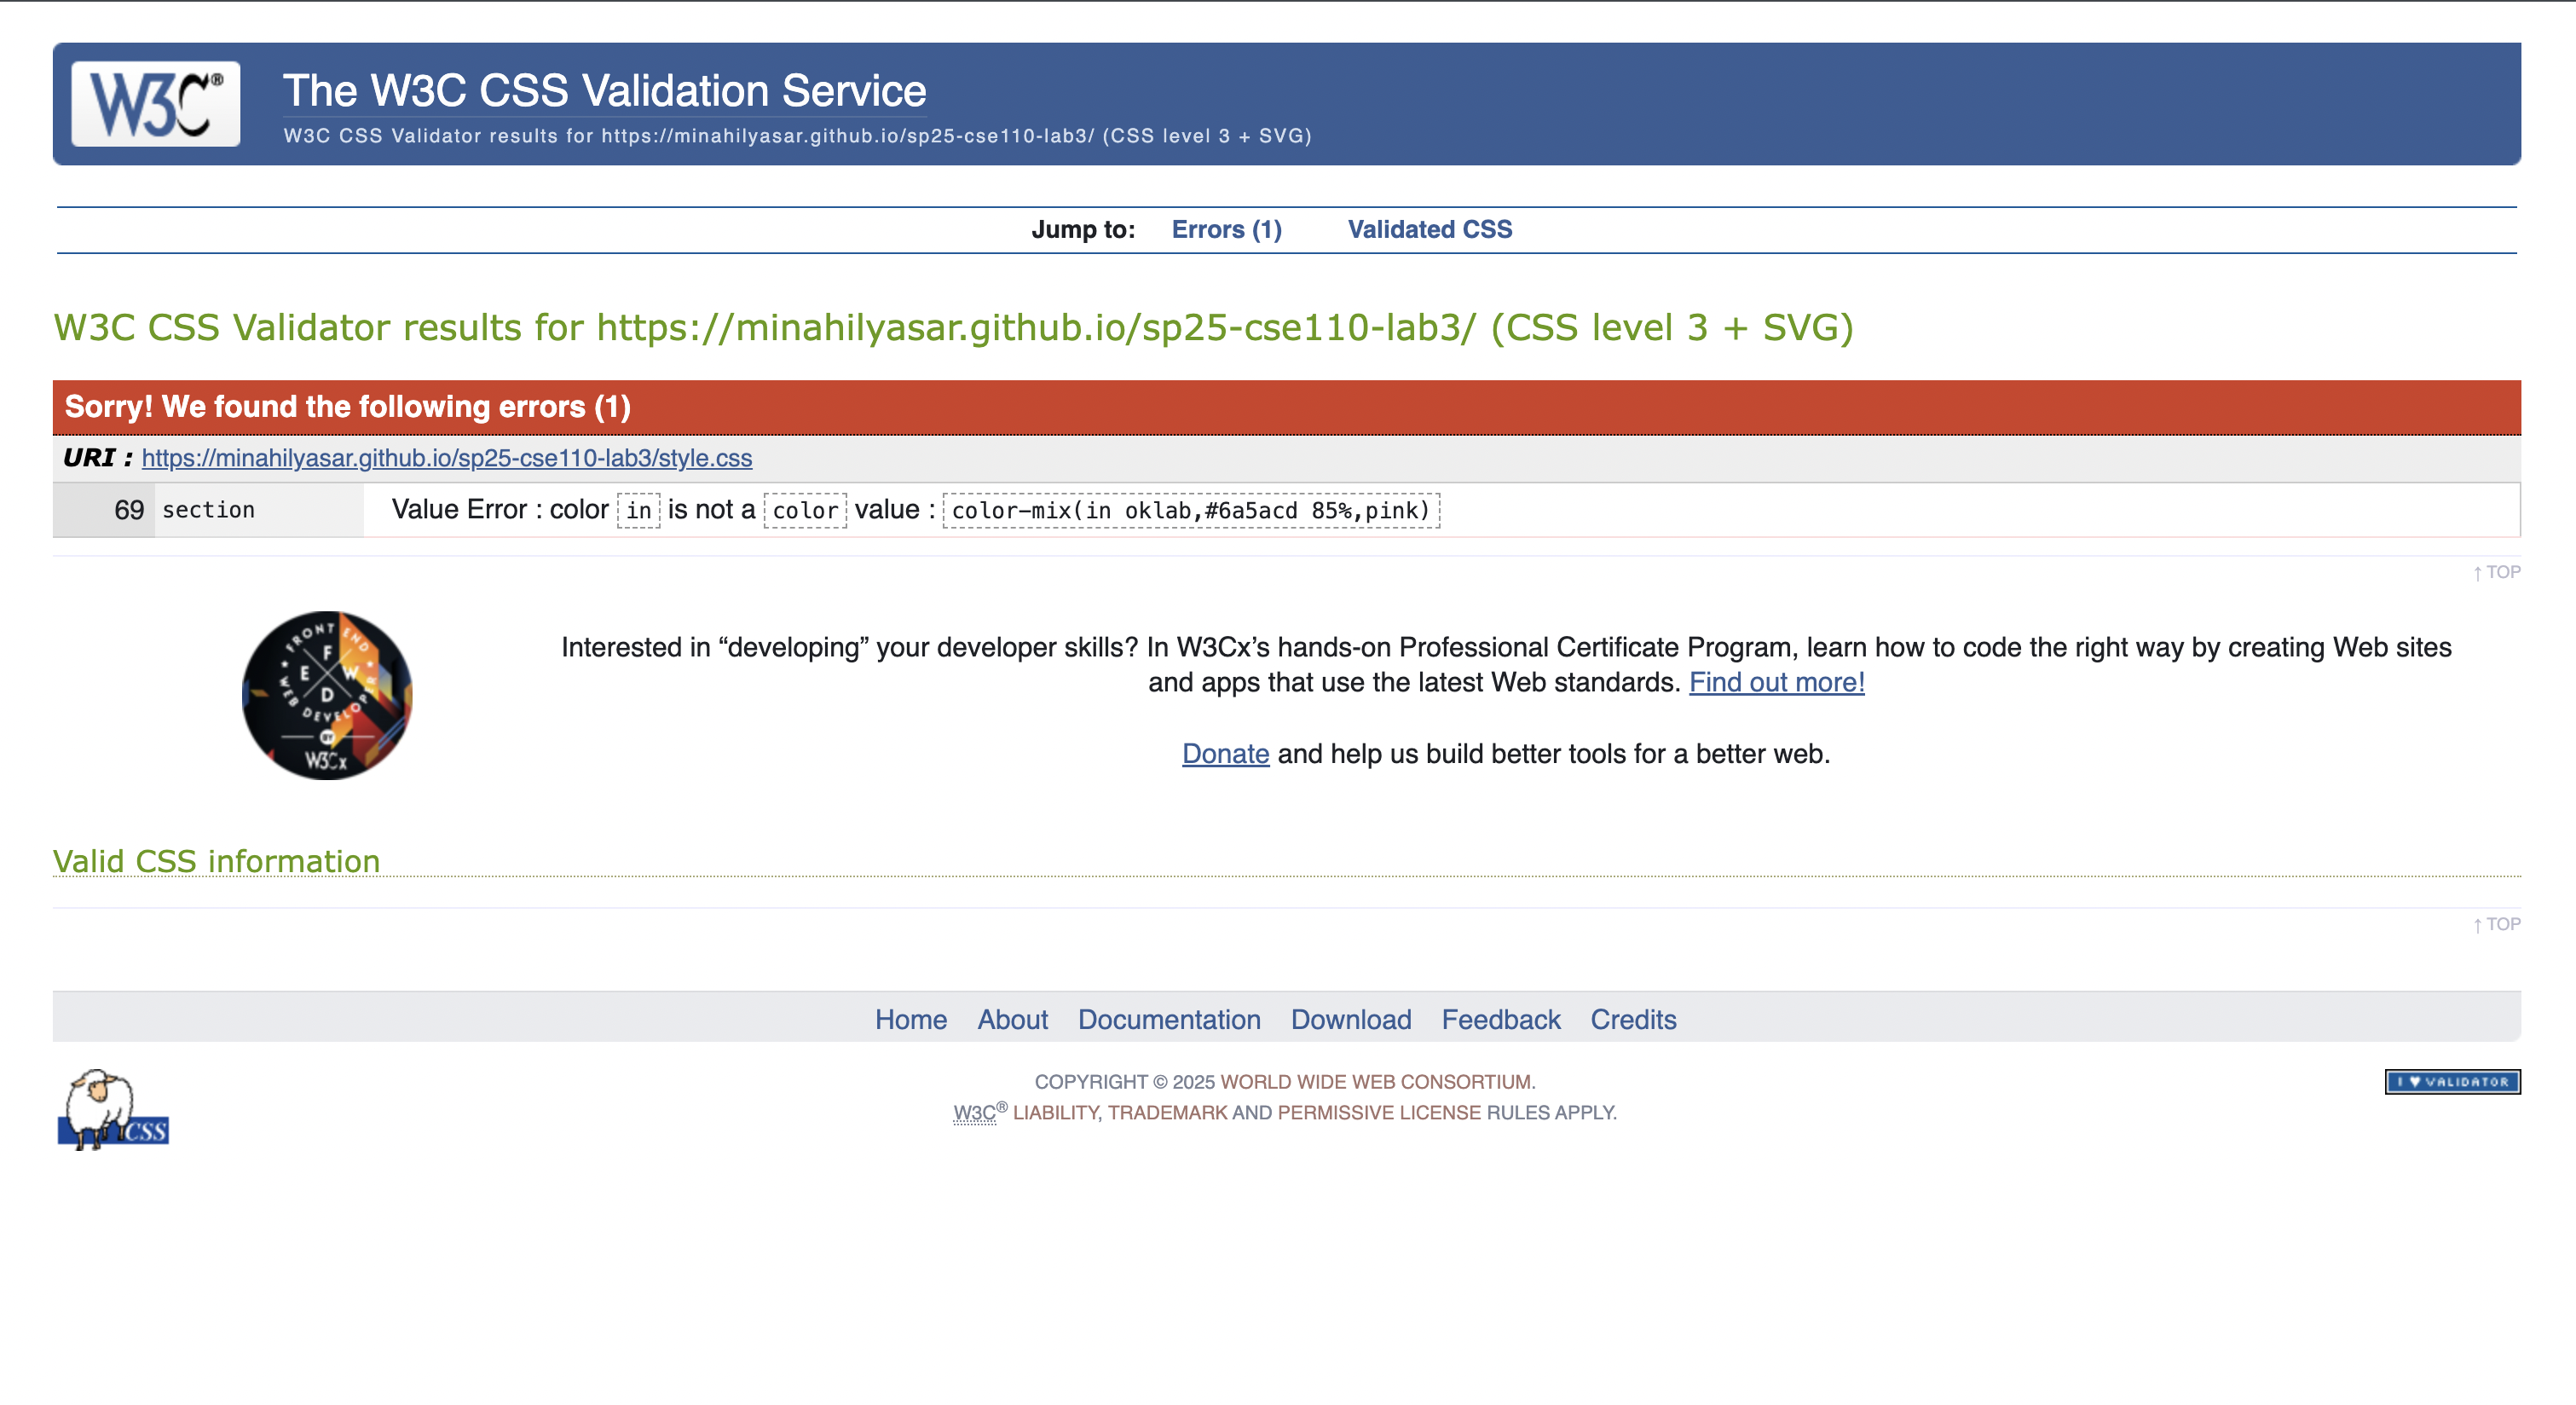 W3C®
The W3C CSS Validation Service
W3C CSS Validator results for https://minahilyasar.github.io/sp25-cse110-lab3/ (CSS level 3 + SVG)
Jump to: Errors (1) Validated CSS
W3C CSS Validator results for https://minahilyasar.github.io/sp25-cse110-lab3/ (CSS level 3 + SVG)
Sorry! We found the following errors (1)
URI : https://minahilyasar.github.io/sp25-cse110-lab3/style.css
69 section Value Error : color in is not a color value : color-mix(in oklab,#6a5acd 85%,pink)
↑ TOP
FRONT END
WEB DEVELOPER
F
E W
D
BY
W3Cx
Interested in “developing” your developer skills? In W3Cx’s hands-on Professional Certificate Program, learn how to code the right way by creating Web sites
and apps that use the latest Web standards. Find out more!
Donate and help us build better tools for a better web.
Valid CSS information
↑ TOP
Home About Documentation Download Feedback Credits
CSS
COPYRIGHT © 2025 WORLD WIDE WEB CONSORTIUM.
W3C® LIABILITY, TRADEMARK AND PERMISSIVE LICENSE RULES APPLY.
I ♥ VALIDATOR